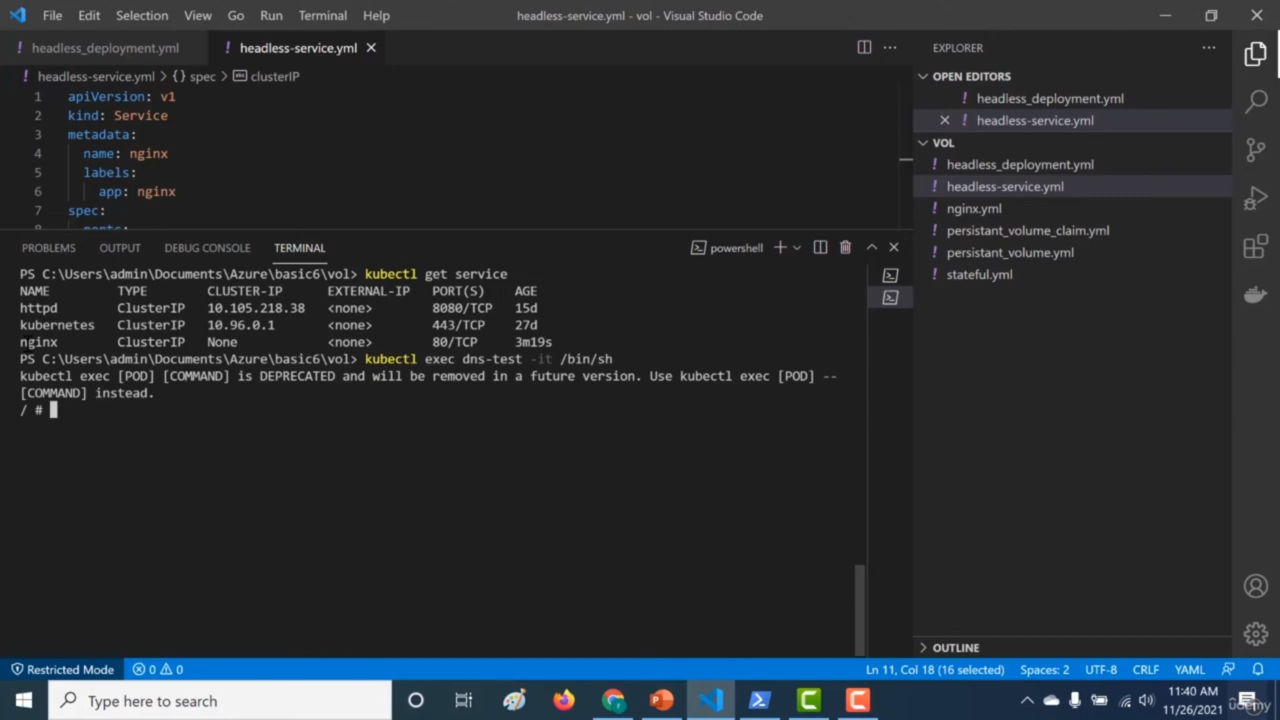 File Edit Selection View Go Run Terminal Help headless-service.yml - vol - Visual Studio Code
! headless_deployment.yml ! headless-service.yml ✕ ··· EXPLORER ···
! headless-service.yml > {} spec > clusterIP
1 apiVersion: v1
2 kind: Service
3 metadata:
4 name: nginx
5 labels:
6 app: nginx
7 spec:
OPEN EDITORS
! headless_deployment.yml
✕ ! headless-service.yml
VOL
! headless_deployment.yml
! headless-service.yml
! nginx.yml
! persistant_volume_claim.yml
! persistant_volume.yml
! stateful.yml
PROBLEMS OUTPUT DEBUG CONSOLE TERMINAL powershell
PS C:\Users\admin\Documents\Azure\basic6\vol> kubectl get service
NAME TYPE CLUSTER-IP EXTERNAL-IP PORT(S) AGE
httpd ClusterIP 10.105.218.38 <none> 8080/TCP 15d
kubernetes ClusterIP 10.96.0.1 <none> 443/TCP 27d
nginx ClusterIP None <none> 80/TCP 3m19s
PS C:\Users\admin\Documents\Azure\basic6\vol> kubectl exec dns-test -it /bin/sh
kubectl exec [POD] [COMMAND] is DEPRECATED and will be removed in a future version. Use kubectl exec [POD] --
[COMMAND] instead.
/ #
OUTLINE
Restricted Mode 0 0 Ln 11, Col 18 (16 selected) Spaces: 2 UTF-8 CRLF YAML
Type here to search
11:40 AM
11/26/2021
udemy